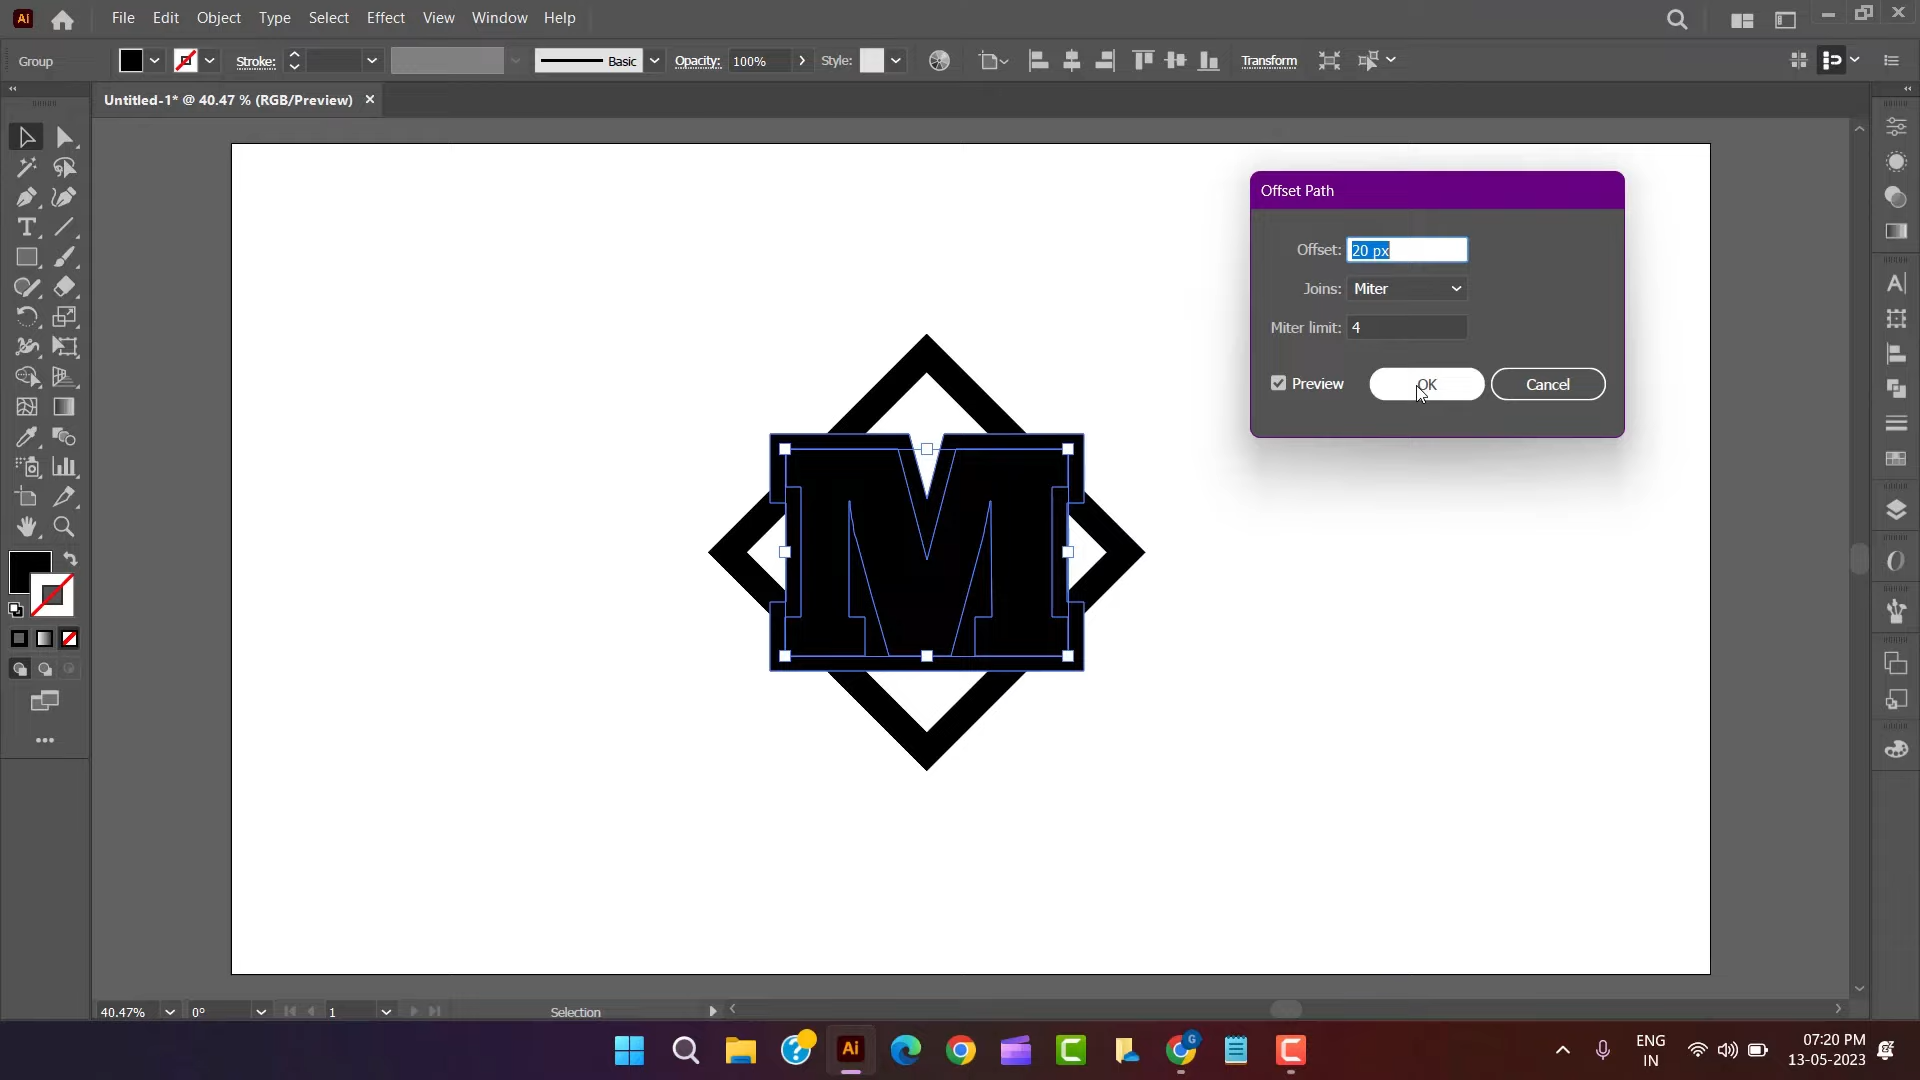 Ai File Edit Object Type Select Effect View Window Help
Group Stroke: Basic Opacity: 100% Style: Transform
Untitled-1* @ 40.47 % (RGB/Preview) ×
Offset Path
Offset: 20 px
Joins: Miter
Miter limit: 4
Preview OK Cancel
M
40.47% 0° 1 Selection
Ai
G
ENG
IN
07:20 PM
13-05-2023